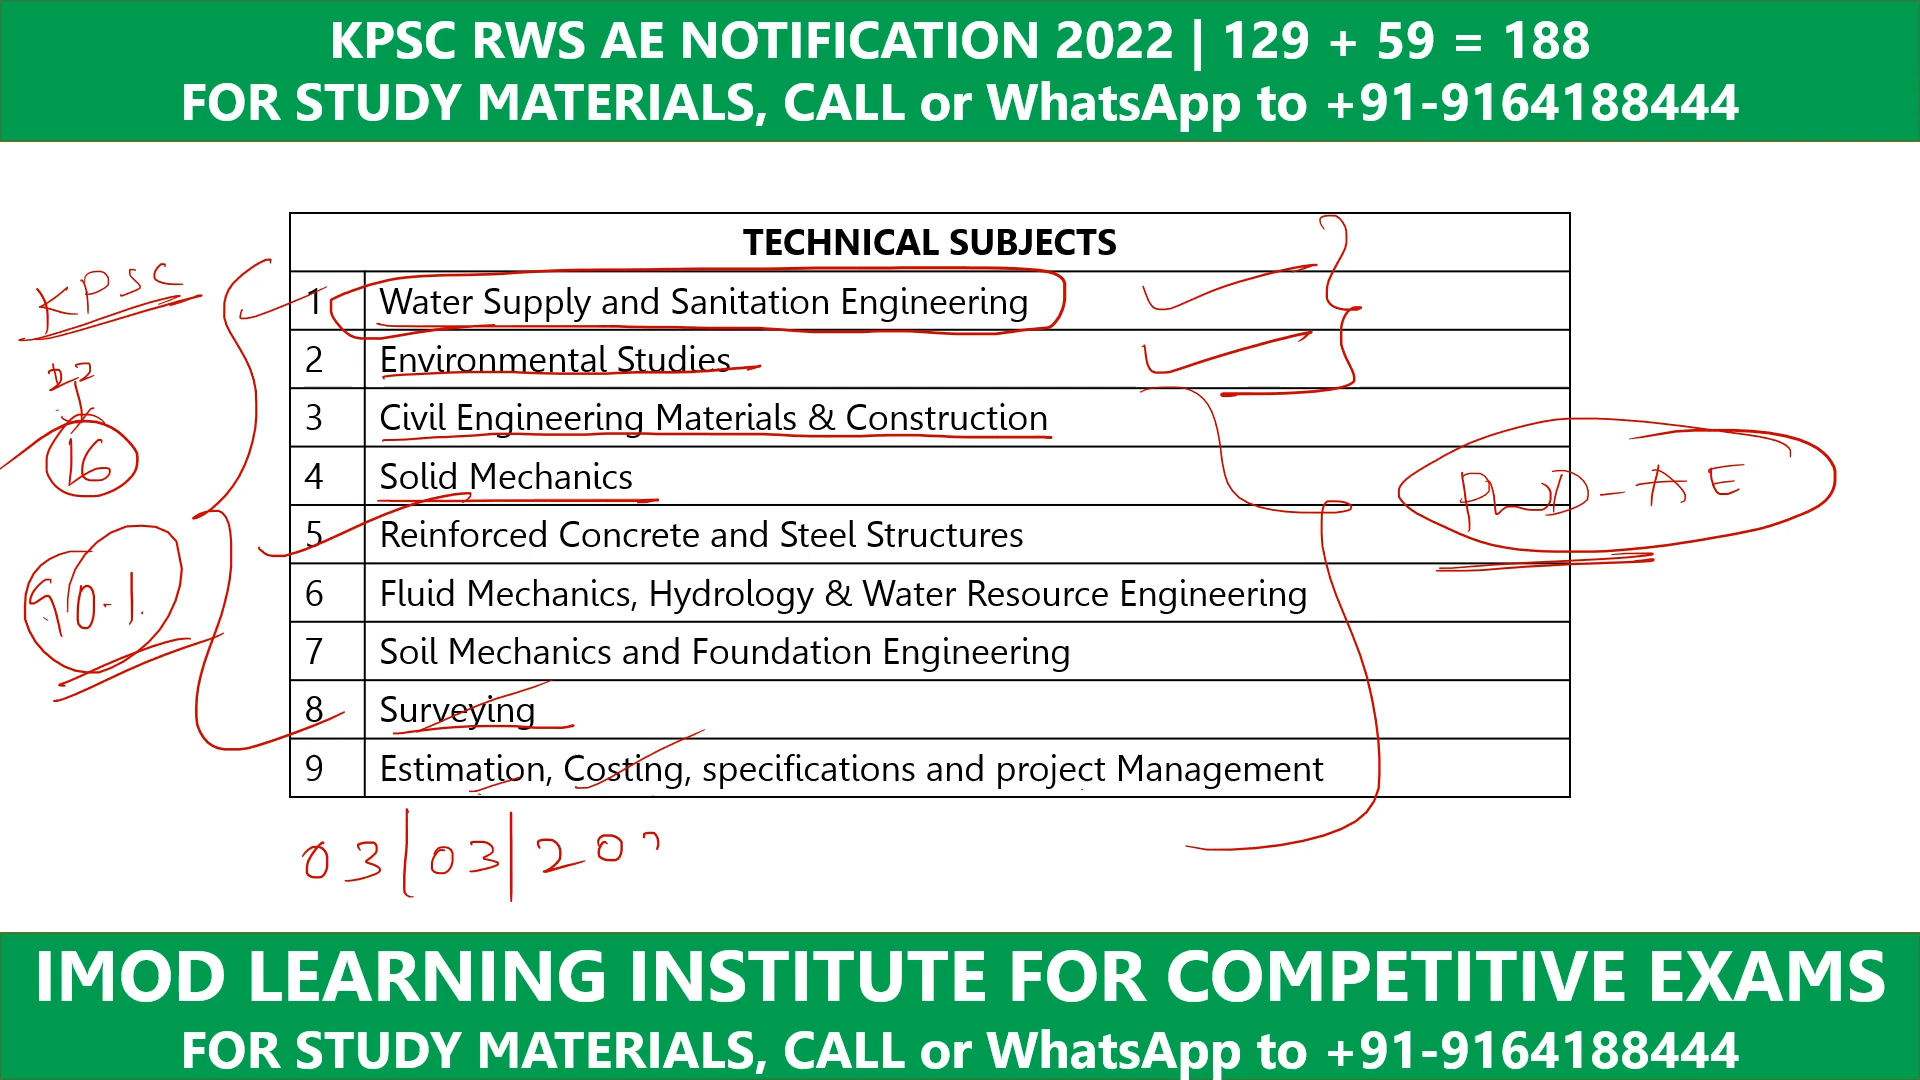 KPSC RWS AE NOTIFICATION 2022 | 129 + 59 = 188
FOR STUDY MATERIALS, CALL or WhatsApp to +91-9164188444
TECHNICAL SUBJECTS
1 Water Supply and Sanitation Engineering
2 Environmental Studies
3 Civil Engineering Materials & Construction
4 Solid Mechanics
5 Reinforced Concrete and Steel Structures
6 Fluid Mechanics, Hydrology & Water Resource Engineering
7 Soil Mechanics and Foundation Engineering
8 Surveying
9 Estimation, Costing, specifications and project Management
KPSC
16
90%
PWD-AE
03/03/20
IMOD LEARNING INSTITUTE FOR COMPETITIVE EXAMS
FOR STUDY MATERIALS, CALL or WhatsApp to +91-9164188444